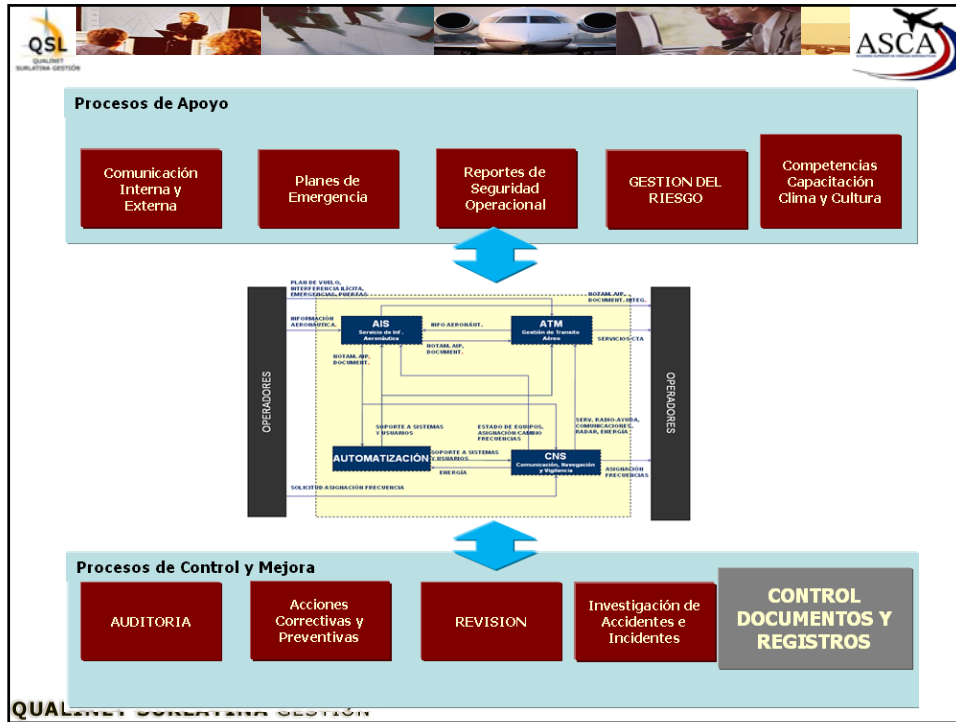 QSL
QUALINET
SURLATINA GESTIÓN
ASCA
Procesos de Apoyo
Comunicación
Interna y
Externa
Planes de
Emergencia
Reportes de
Seguridad
Operacional
GESTION DEL
RIESGO
Competencias
Capacitación
Clima y Cultura
PLAN DE VUELO,
INTERFERENCIA ILÍCITA,
EMERGENCIAS, PUERTAS
NOTAM, AIP,
DOCUMENT. INTEG.
INFORMACIÓN
AERONÁUTICA.
AIS
Servicio de Inf.
Aeronáutica
INFO AERONÁUT.
ATM
Gestión de Transito
Aéreo
SERVICIOS CTA
NOTAM, AIP,
DOCUMENT.
NOTAM, AIP,
DOCUMENT.
OPERADORES
OPERADORES
SOPORTE A SISTEMAS
Y USUARIOS
ESTADO DE EQUIPOS,
ASIGNACIÓN CAMBIO
FRECUENCIAS
SERV. RADIO-AYUDA,
COMUNICACIONES,
RADAR, ENERGÍA
AUTOMATIZACIÓN
SOPORTE A SISTEMAS
Y USUARIOS
ENERGÍA
CNS
Comunicación, Navegación
y Vigilancia
ASIGNACIÓN
FRECUENCIAS
SOLICITUD ASIGNACIÓN FRECUENCIA
Procesos de Control y Mejora
AUDITORIA
Acciones
Correctivas y
Preventivas
REVISION
Investigación de
Accidentes e
Incidentes
CONTROL
DOCUMENTOS Y
REGISTROS
QUALINET SURLATINA GESTIÓN